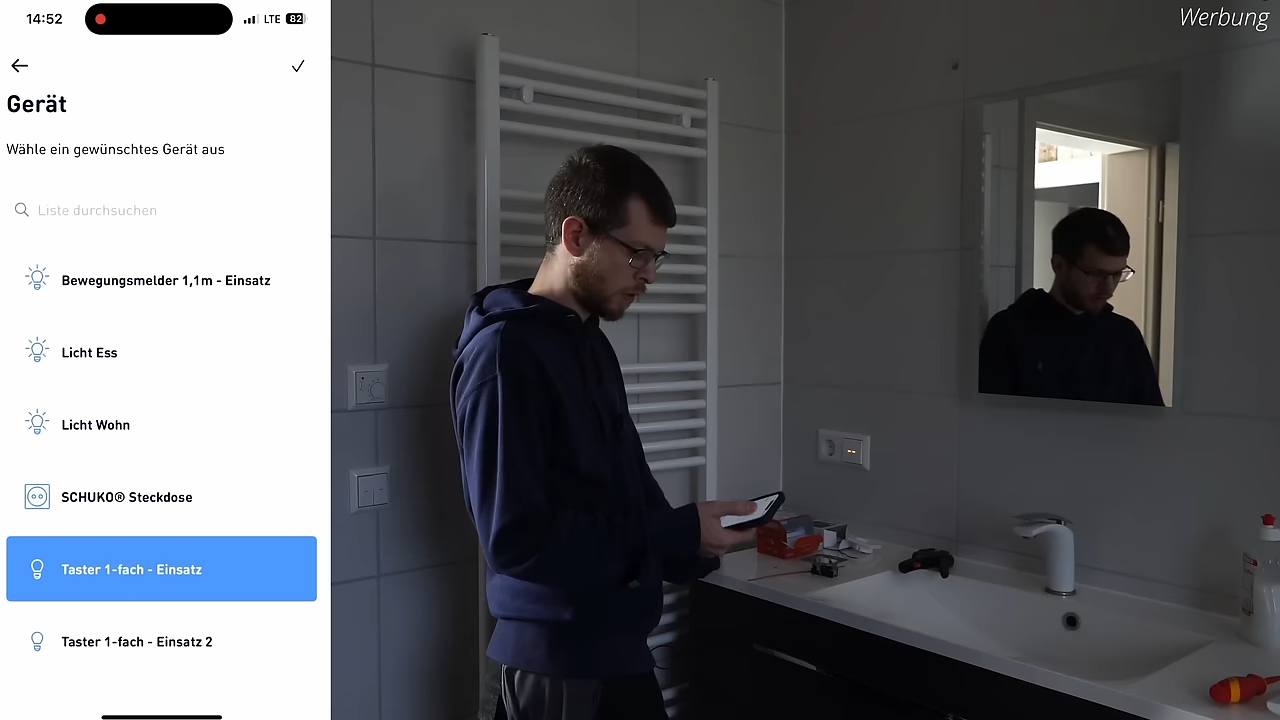 14:52
LTE
82
Werbung
Gerät
Wähle ein gewünschtes Gerät aus
Liste durchsuchen
Bewegungsmelder 1,1m - Einsatz
Licht Ess
Licht Wohn
SCHUKO® Steckdose
Taster 1-fach - Einsatz
Taster 1-fach - Einsatz 2